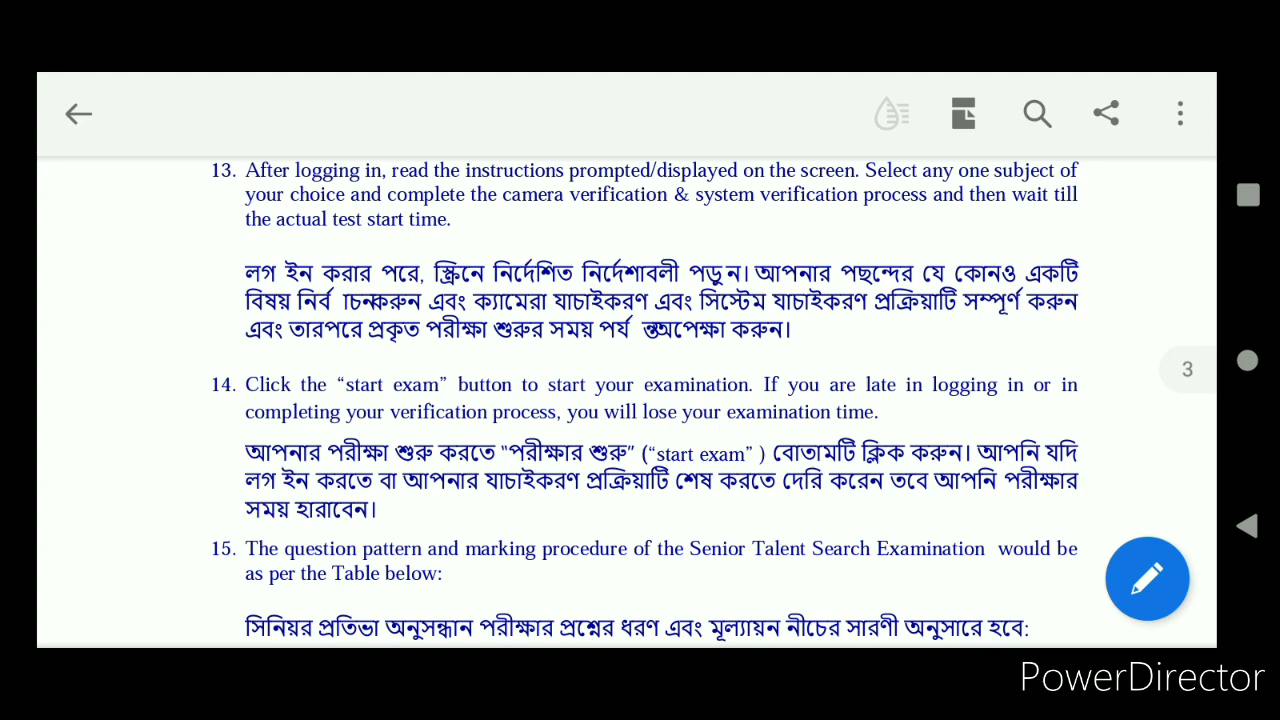 13. After logging in, read the instructions prompted/displayed on the screen. Select any one subject of
your choice and complete the camera verification & system verification process and then wait till
the actual test start time.
লগ ইন করার পরে, স্ক্রিনে নির্দেশিত নির্দেশাবলী পড়ুন। আপনার পছন্দের যে কোনও একটি
বিষয় নির্বাচন করুন এবং ক্যামেরা যাচাইকরণ এবং সিস্টেম যাচাইকরণ প্রক্রিয়াটি সম্পূর্ণ করুন
এবং তারপরে প্রকৃত পরীক্ষা শুরুর সময় পর্যন্ত অপেক্ষা করুন।
14. Click the “start exam” button to start your examination. If you are late in logging in or in
completing your verification process, you will lose your examination time.
3
আপনার পরীক্ষা শুরু করতে "পরীক্ষার শুরু" (“start exam” ) বোতামটি ক্লিক করুন। আপনি যদি
লগ ইন করতে বা আপনার যাচাইকরণ প্রক্রিয়াটি শেষ করতে দেরি করেন তবে আপনি পরীক্ষার
সময় হারাবেন।
15. The question pattern and marking procedure of the Senior Talent Search Examination would be
as per the Table below:
সিনিয়র প্রতিভা অনুসন্ধান পরীক্ষার প্রশ্নের ধরণ এবং মূল্যায়ন নীচের সারণী অনুসারে হবে:
PowerDirector